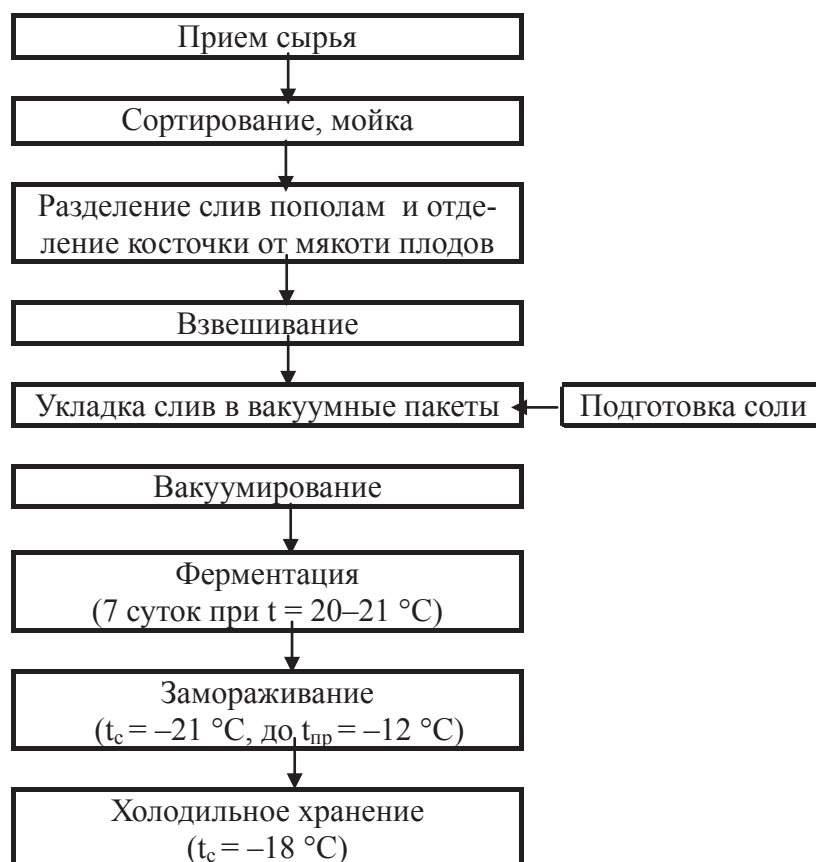 Прием сырья
Сортирование, мойка
Разделение слив пополам и отде-
ление косточки от мякоти плодов
Взвешивание
Укладка слив в вакуумные пакеты
Подготовка соли
Вакуумирование
Ферментация
(7 суток при t = 20–21 °C)
Замораживание
(tс = –21 °C, до tпр = –12 °C)
Холодильное хранение
(tс = –18 °C)